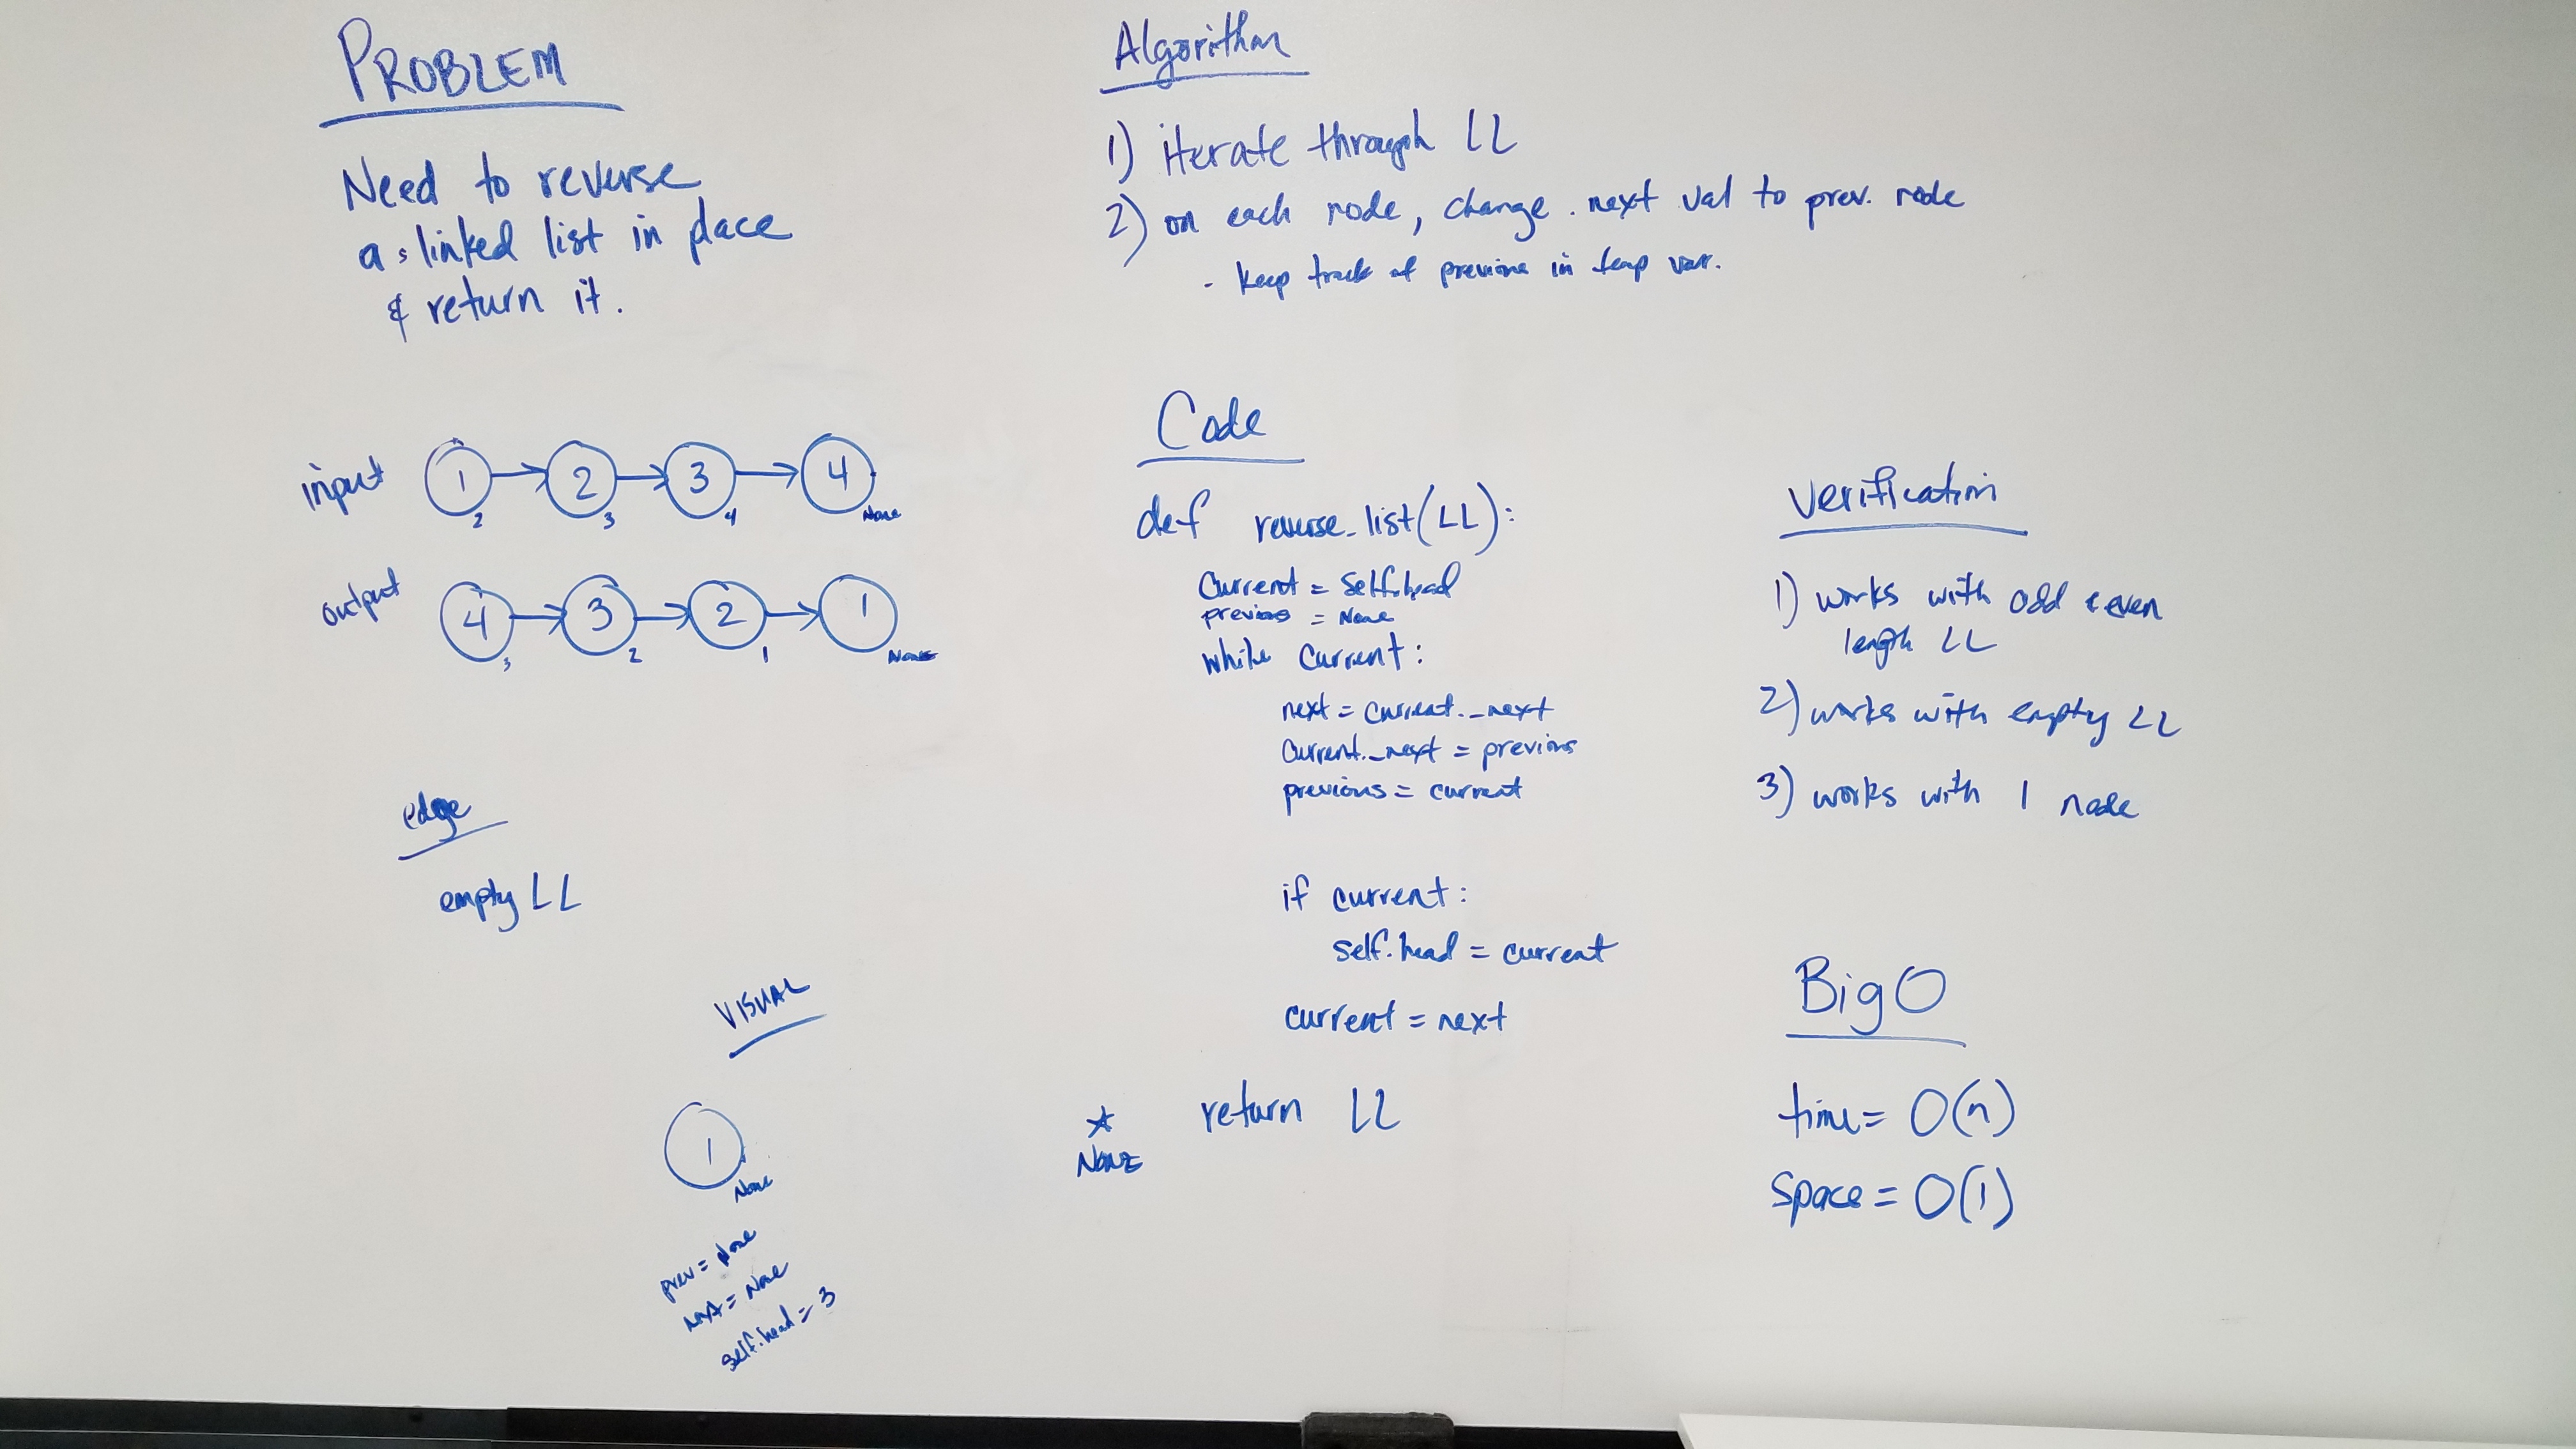 PROBLEM
Need to reverse
a linked list in place
& return it.
input 1 2 3 4
2 3 4 None
output 4 3 2 1
3 2 1 None
edge
empty LL
VISUAL
1
None
prev = None
next = None
self.head = 3
Algorithm
1) iterate through LL
2) on each node, change .next val to prev. node
- keep track of previous in temp var.
Code
def reverse_list(LL):
Current = Self.head
previous = None
while Current:
next = current._next
Current._next = previous
previous = current
if current:
self.head = current
current = next
return LL
None
Verification
1) works with odd & even
length LL
2) works with empty LL
3) works with 1 node
Big O
time = O(n)
Space = O(1)